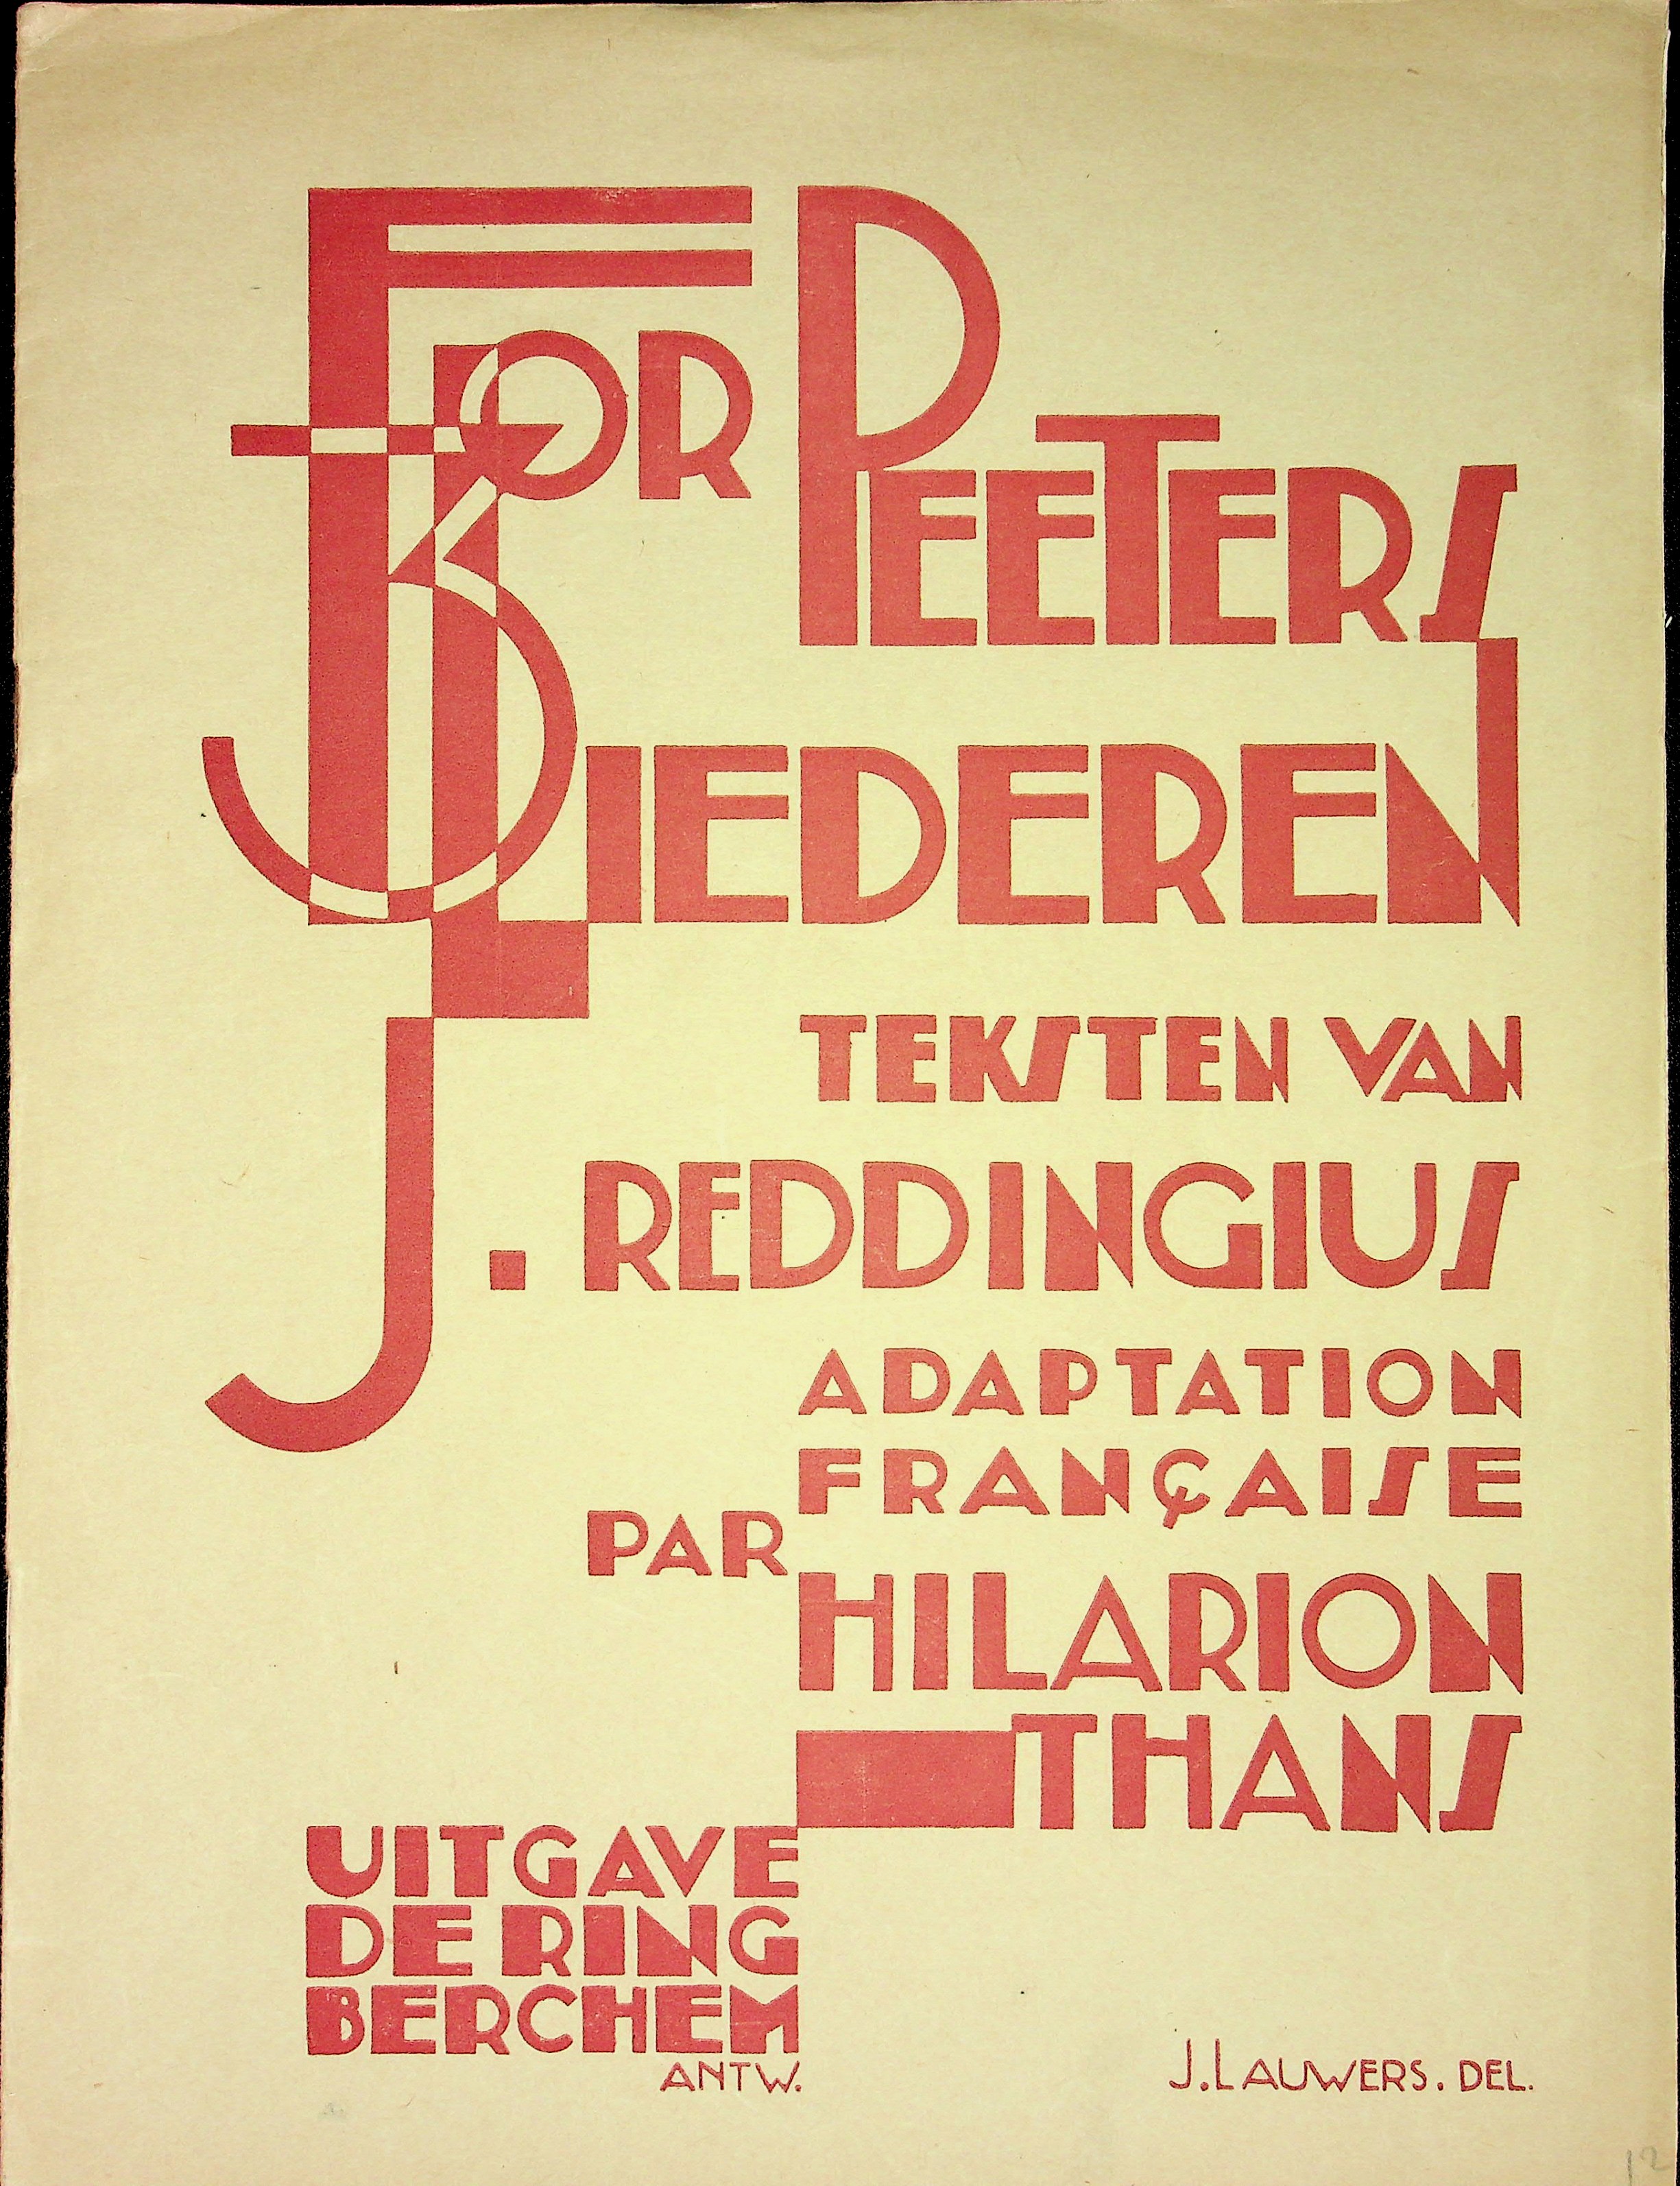 FLOR PEETERS
3 LIEDEREN
TEKSTEN VAN
J. REDDINGIUS
ADAPTATION
FRANÇAISE
PAR
HILARION
THANS
UITGAVE
DE RING
BERCHEM
ANTW.
J. LAUWERS. DEL.
12